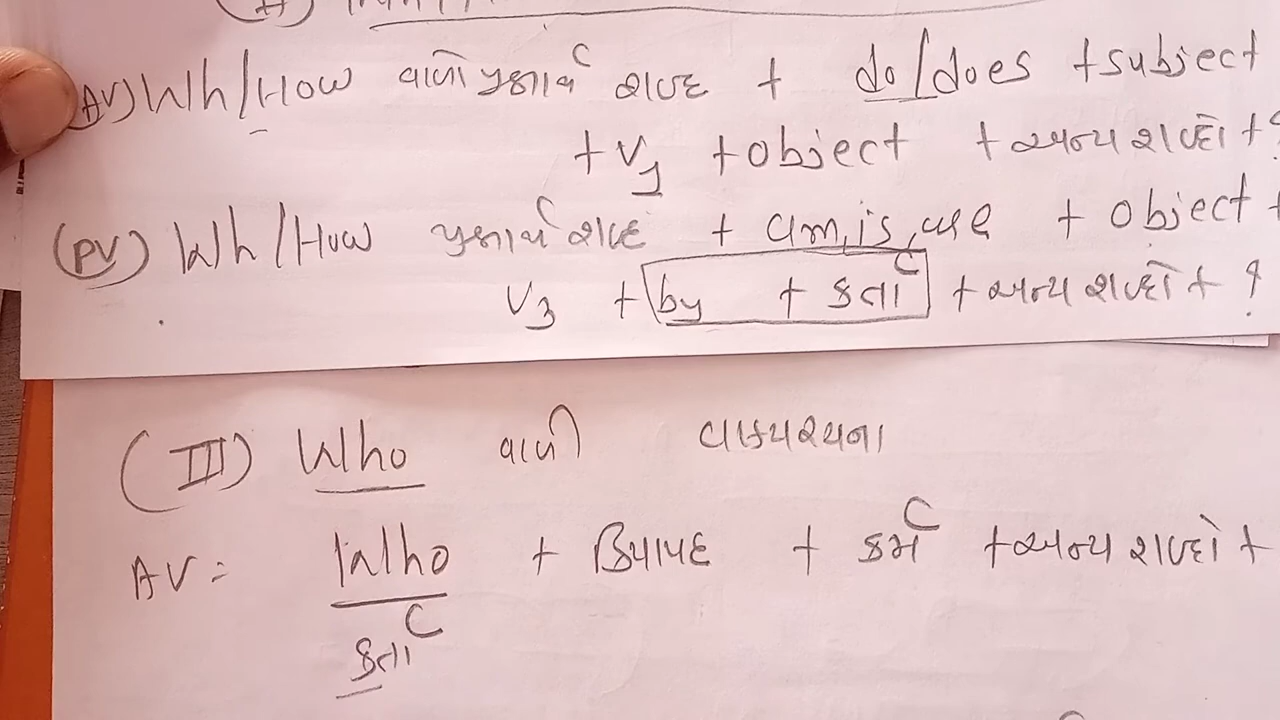 (AV) Wh/How વાળો પ્રશ્નાર્થ શબ્દ + do/does +subject
+V1 +object +અન્ય શબ્દો +?
(PV) Wh/How પ્રશ્નાર્થ શબ્દ + am,is,are + object +
V3 + by + કર્તા + અન્ય શબ્દો + ?
(III) Who વાળી વાક્યરચના
AV = Who + ક્રિયાપદ + કર્મ +અન્ય શબ્દો +
કર્તા